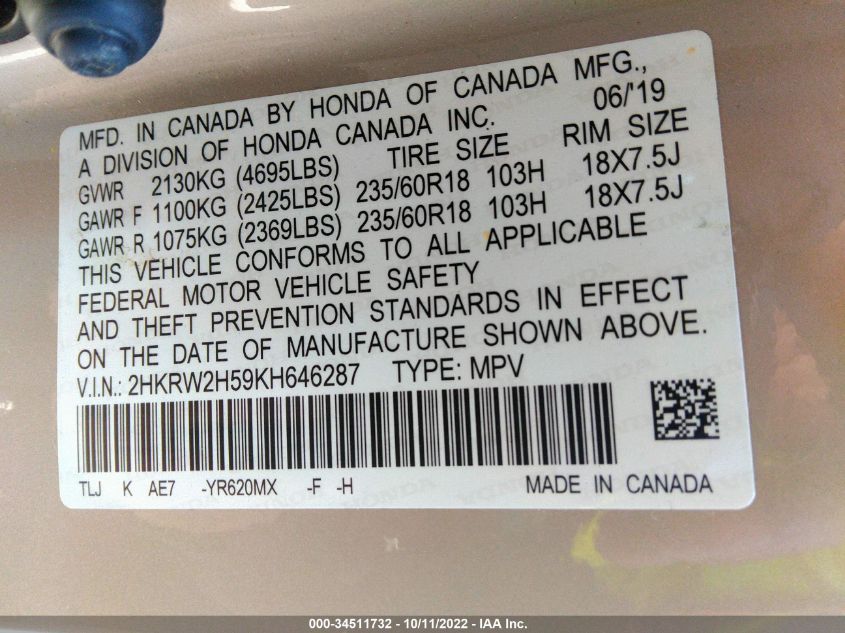 MFD. IN CANADA BY HONDA OF CANADA MFG.,
A DIVISION OF HONDA CANADA INC. 06/'19
GVWR 2130KG (4695LBS) TIRE SIZE RIM SIZE
GAWR F 1100KG (2425LBS) 235/60R18 103H 18X7.5J
GAWR R 1075KG (2369LBS) 235/60R18 103H 18X7.5J
THIS VEHICLE CONFORMS TO ALL APPLICABLE
FEDERAL MOTOR VEHICLE SAFETY
AND THEFT PREVENTION STANDARDS IN EFFECT
ON THE DATE OF MANUFACTURE SHOWN ABOVE.
V.I.N.: 2HKRW2H59KH646287 TYPE: MPV
TLJ K AE7 -YR620MX -F -H MADE IN CANADA
000-34511732 - 10/11/2022 - IAA Inc.